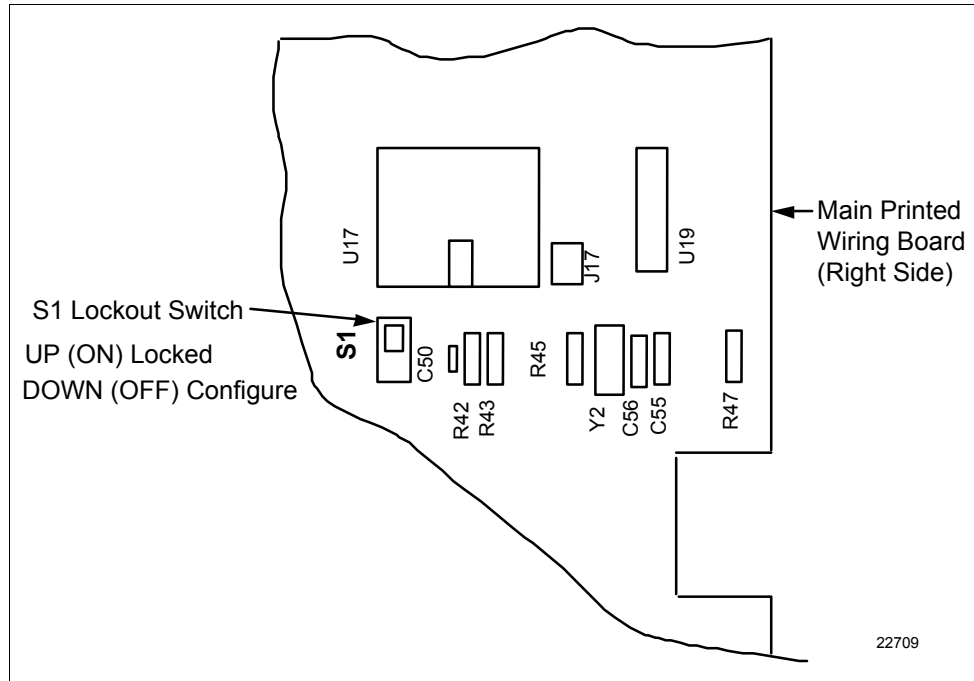 U17
J17
U19
Main Printed
Wiring Board
(Right Side)
S1 Lockout Switch
UP (ON) Locked
DOWN (OFF) Configure
S1
C50
R42
R43
R45
Y2
C56
C55
R47
22709